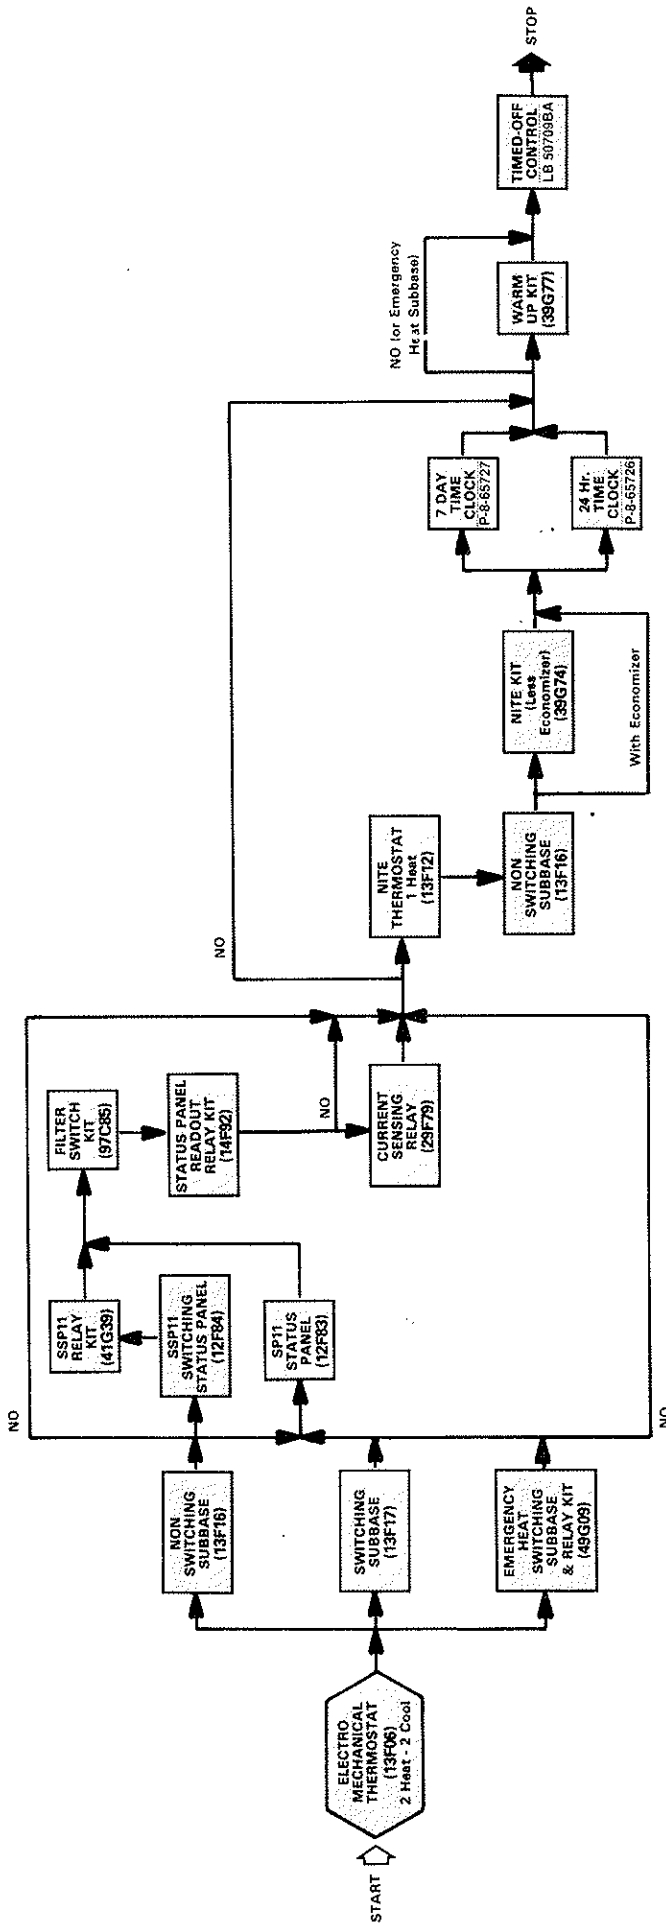 START
ELECTRO
MECHANICAL
THERMOSTAT
(13F06)
2 Heat - 2 Cool
NON
SWITCHING
SUBBASE
(13F16)
SWITCHING
SUBBASE
(13F17)
EMERGENCY
HEAT
SWITCHING
SUBBASE
& RELAY KIT
(49G09)
NO
NO
SSP11
RELAY
KIT
(41G39)
SSP11
SWITCHING
STATUS PANEL
(12F84)
SP11
STATUS
PANEL
(12F83)
FILTER
SWITCH
KIT
(97C85)
STATUS PANEL
READOUT
RELAY KIT
(14F92)
NO
CURRENT
SENSING
RELAY
(29F79)
NO
NITE
THERMOSTAT
1 Heat
(13F12)
NON
SWITCHING
SUBBASE
(13F16)
NITE KIT
(Less
Economizer)
(39G74)
With Economizer
7 DAY
TIME
CLOCK
P-8-65727
24 Hr.
TIME
CLOCK
P-8-65726
NO (or Emergency
Heat Subbase)
WARM
UP KIT
(39G77)
TIMED-OFF
CONTROL
LB 50709BA
STOP